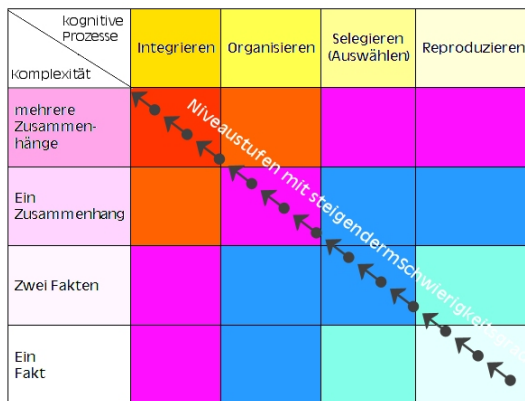 kognitive
Prozesse
Komplexität
Integrieren
Organisieren
Selegieren
(Auswählen)
Reproduzieren
mehrere
Zusammen-
hänge
Ein
Zusammenhang
Zwei Fakten
Ein
Fakt
Niveaustufen mit steigendermSchwierigkeitsgrad